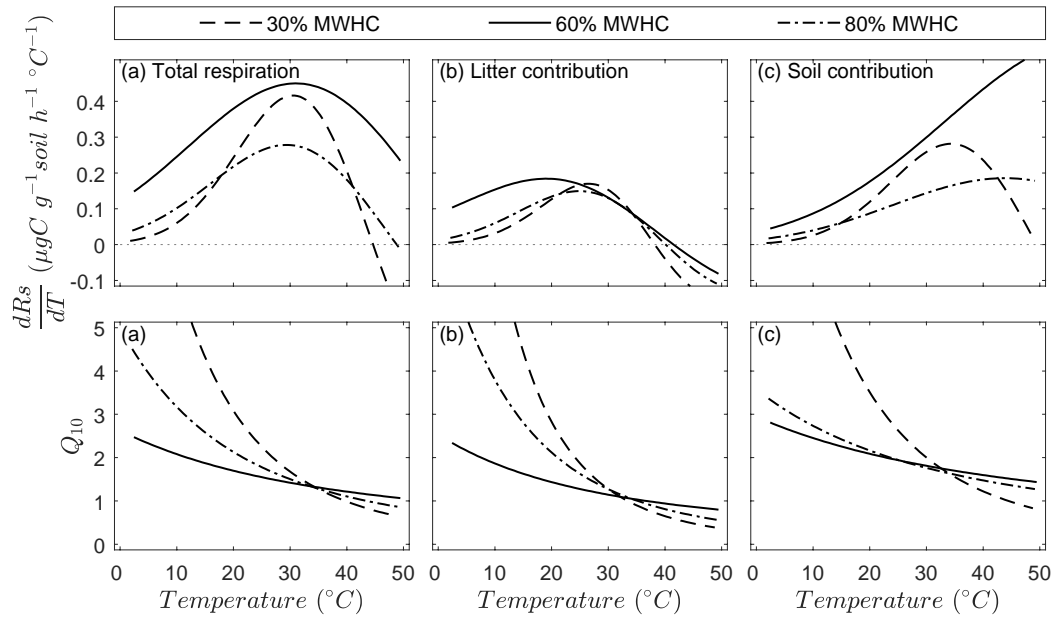 30% MWHC 60% MWHC 80% MWHC
(a) Total respiration (b) Litter contribution (c) Soil contribution
dRs/dT (μgC g⁻¹ soil h⁻¹ °C⁻¹)
0.4
0.3
0.2
0.1
0
-0.1
(a) (b) (c)
Q₁₀
5
4
3
2
1
0
0 10 20 30 40 50 0 10 20 30 40 50 0 10 20 30 40 50
Temperature (°C) Temperature (°C) Temperature (°C)